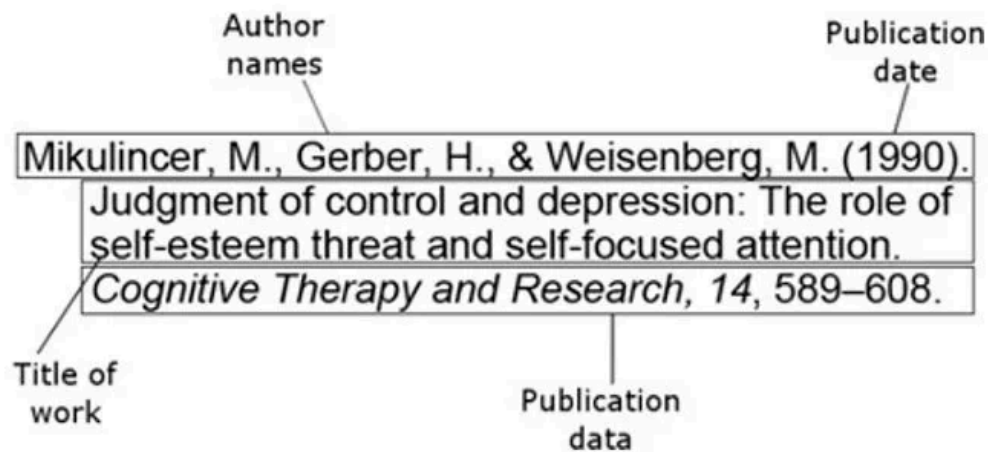 Author
names
Publication
date
Mikulincer, M., Gerber, H., & Weisenberg, M. (1990).
Judgment of control and depression: The role of
self-esteem threat and self-focused attention.
Cognitive Therapy and Research, 14, 589–608.
Title of
work
Publication
data